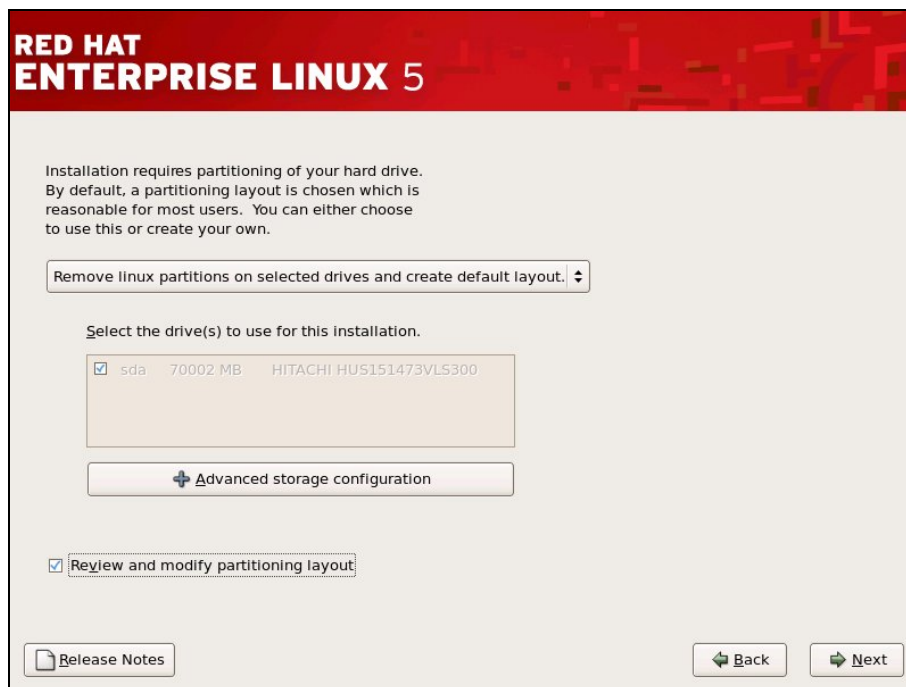 RED HAT
ENTERPRISE LINUX 5
Installation requires partitioning of your hard drive.
By default, a partitioning layout is chosen which is
reasonable for most users.  You can either choose
to use this or create your own.
Remove linux partitions on selected drives and create default layout.
Select the drive(s) to use for this installation.
sda 70002 MB HITACHI HUS151473VLS300
Advanced storage configuration
Review and modify partitioning layout
Release Notes
Back
Next